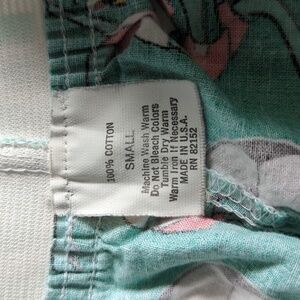 100% COTTON
SMALL
Machine Wash Warm
Do Not Bleach Colors
Tumble Dry Warm
Warm Iron If Necessary
MADE IN U.S.A.
RN 82152